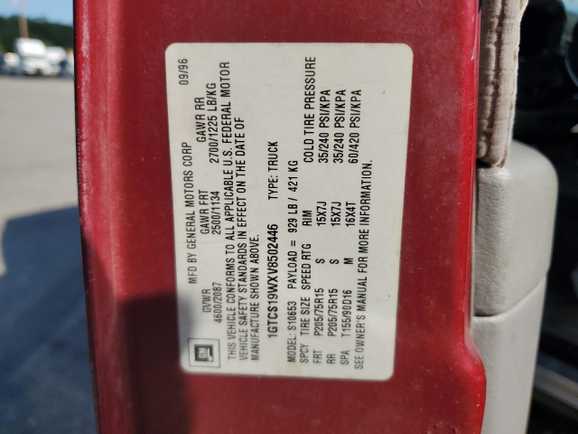 GM
MFD BY GENERAL MOTORS CORP 09/96
GVWR GAWR FRT GAWR RR
4600/2087 2500/1134 2700/1225 LB/KG
THIS VEHICLE CONFORMS TO ALL APPLICABLE U.S. FEDERAL MOTOR
VEHICLE SAFETY STANDARDS IN EFFECT ON THE DATE OF
MANUFACTURE SHOWN ABOVE.
1GTCS19WXV8502446 TYPE: TRUCK
MODEL: S10653 PAYLOAD = 929 LB/ 421 KG
SPCY TIRE SIZE SPEED RTG RIM COLD TIRE PRESSURE
FRT P205/75R15 S 15X7J 35/240 PSI/KPA
RR P205/75R15 S 15X7J 35/240 PSI/KPA
SPA T155/90D16 M 16X4T 60/420 PSI/KPA
SEE OWNER'S MANUAL FOR MORE INFORMATION.